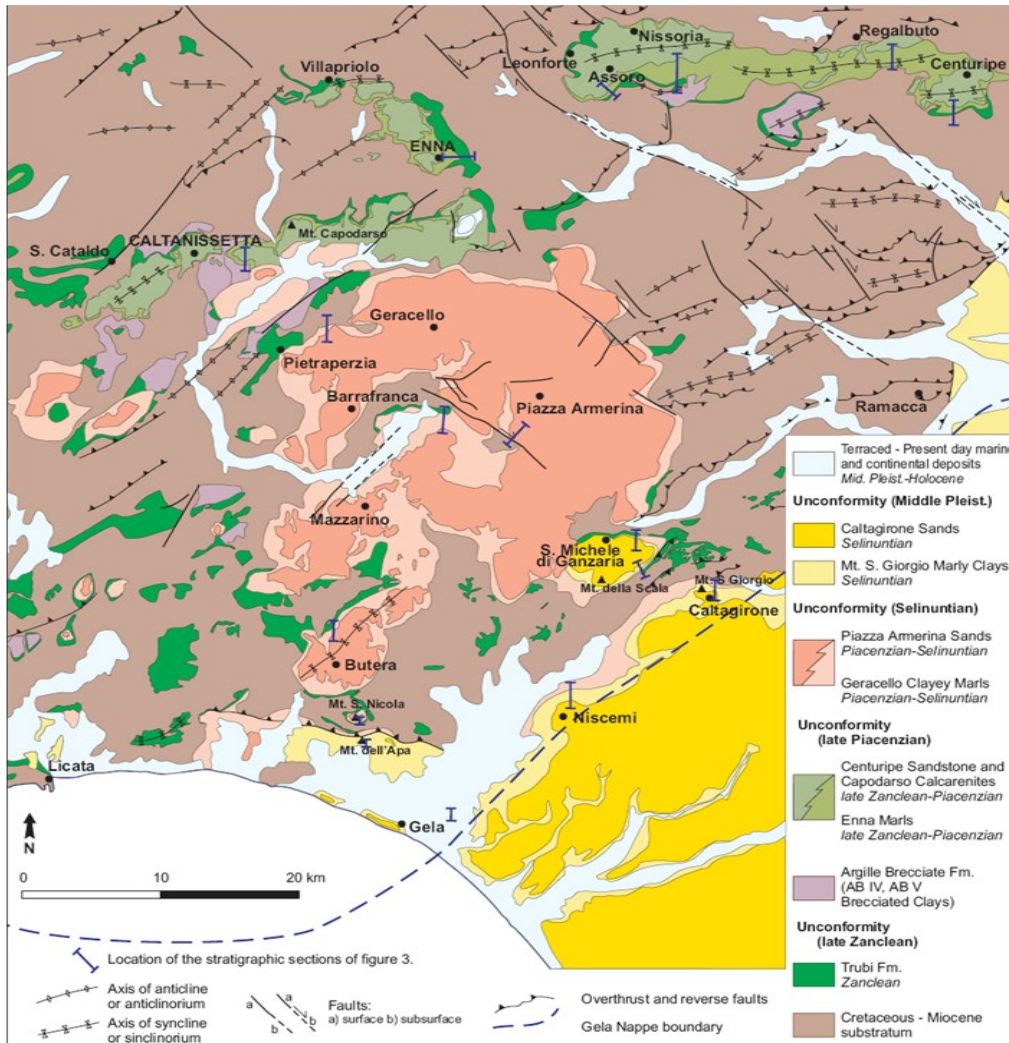 Nissoria
Regalbuto
Leonforte
Villapriolo
Assoro
Centuripe
ENNA
Mt. Capodarso
CALTANISSETTA
S. Cataldo
Geracello
Pietraperzia
Barrafranca
Piazza Armerina
Ramacca
Mazzarino
S. Michele
di Ganzaria
Mt. della Scala
Mt. S Giorgio
Caltagirone
Butera
Mt. S. Nicola
Niscemi
Mt. dell'Apa
Licata
Gela
N
0 10 20 km
Terraced - Present day marine
and continental deposits
Mid. Pleist.-Holocene
Unconformity (Middle Pleist.)
Caltagirone Sands
Selinuntian
Mt. S. Giorgio Marly Clays
Selinuntian
Unconformity (Selinuntian)
Piazza Armerina Sands
Piacenzian-Selinuntian
Geracello Clayey Marls
Piacenzian-Selinuntian
Unconformity
(late Piacenzian)
Centuripe Sandstone and
Capodarso Calcarenites
late Zanclean-Piacenzian
Enna Marls
late Zanclean-Piacenzian
Argille Brecciate Fm.
(AB IV, AB V
Brecciated Clays)
Unconformity
(late Zanclean)
Trubi Fm.
Zanclean
Cretaceous - Miocene
substratum
Location of the stratigraphic sections of figure 3.
Axis of anticline
or anticlinorium
Axis of syncline
or sinclinorium
a
b
a
b
Faults:
a) surface b) subsurface
Overthrust and reverse faults
Gela Nappe boundary